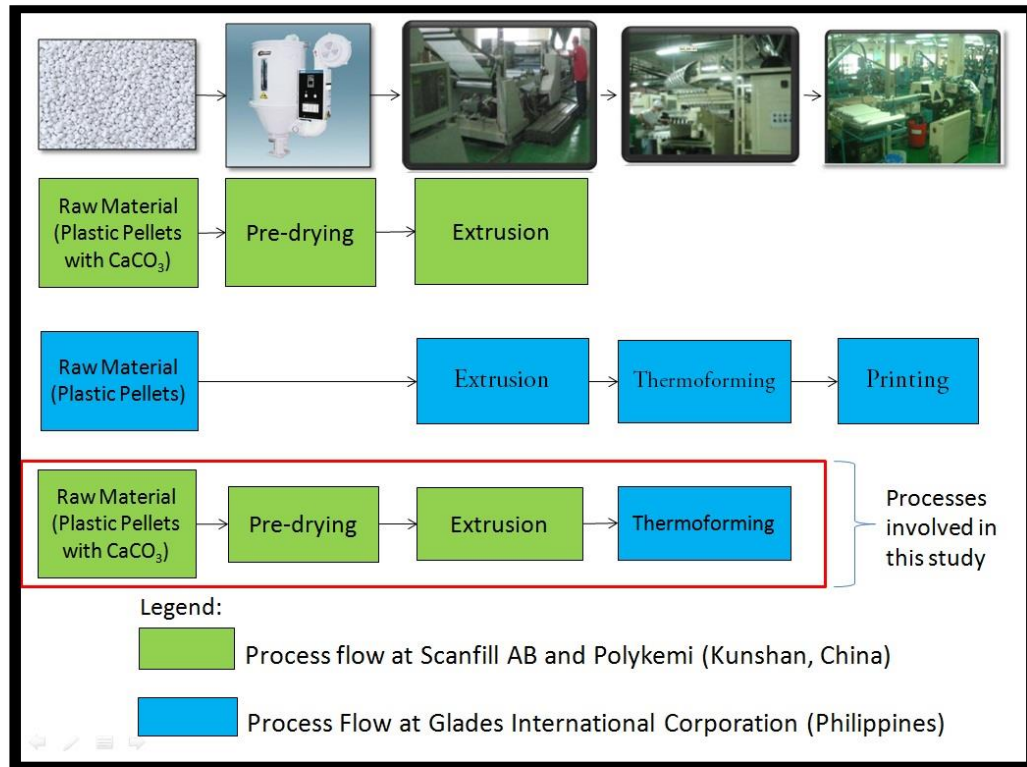 Raw Material
(Plastic Pellets
with CaCO₃)
Pre-drying
Extrusion
Raw Material
(Plastic Pellets)
Extrusion
Thermoforming
Printing
Raw Material
(Plastic Pellets
with CaCO₃)
Pre-drying
Extrusion
Thermoforming
Processes
involved in
this study
Legend:
Process flow at Scanfill AB and Polykemi (Kunshan, China)
Process Flow at Glades International Corporation (Philippines)